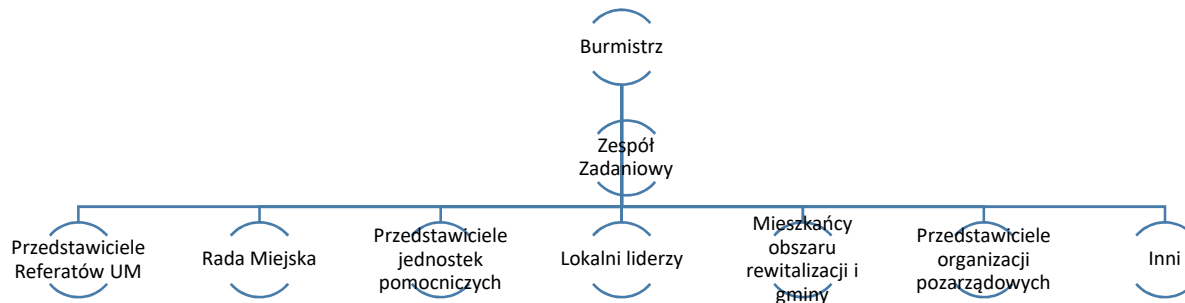 Burmistrz
Zespół
Zadaniowy
Przedstawiciele
Referatów UM
Rada Miejska
Przedstawiciele
jednostek
pomocniczych
Lokalni liderzy
Mieszkańcy
obszaru
rewitalizacji i
gminy
Przedstawiciele
organizacji
pozarządowych
Inni